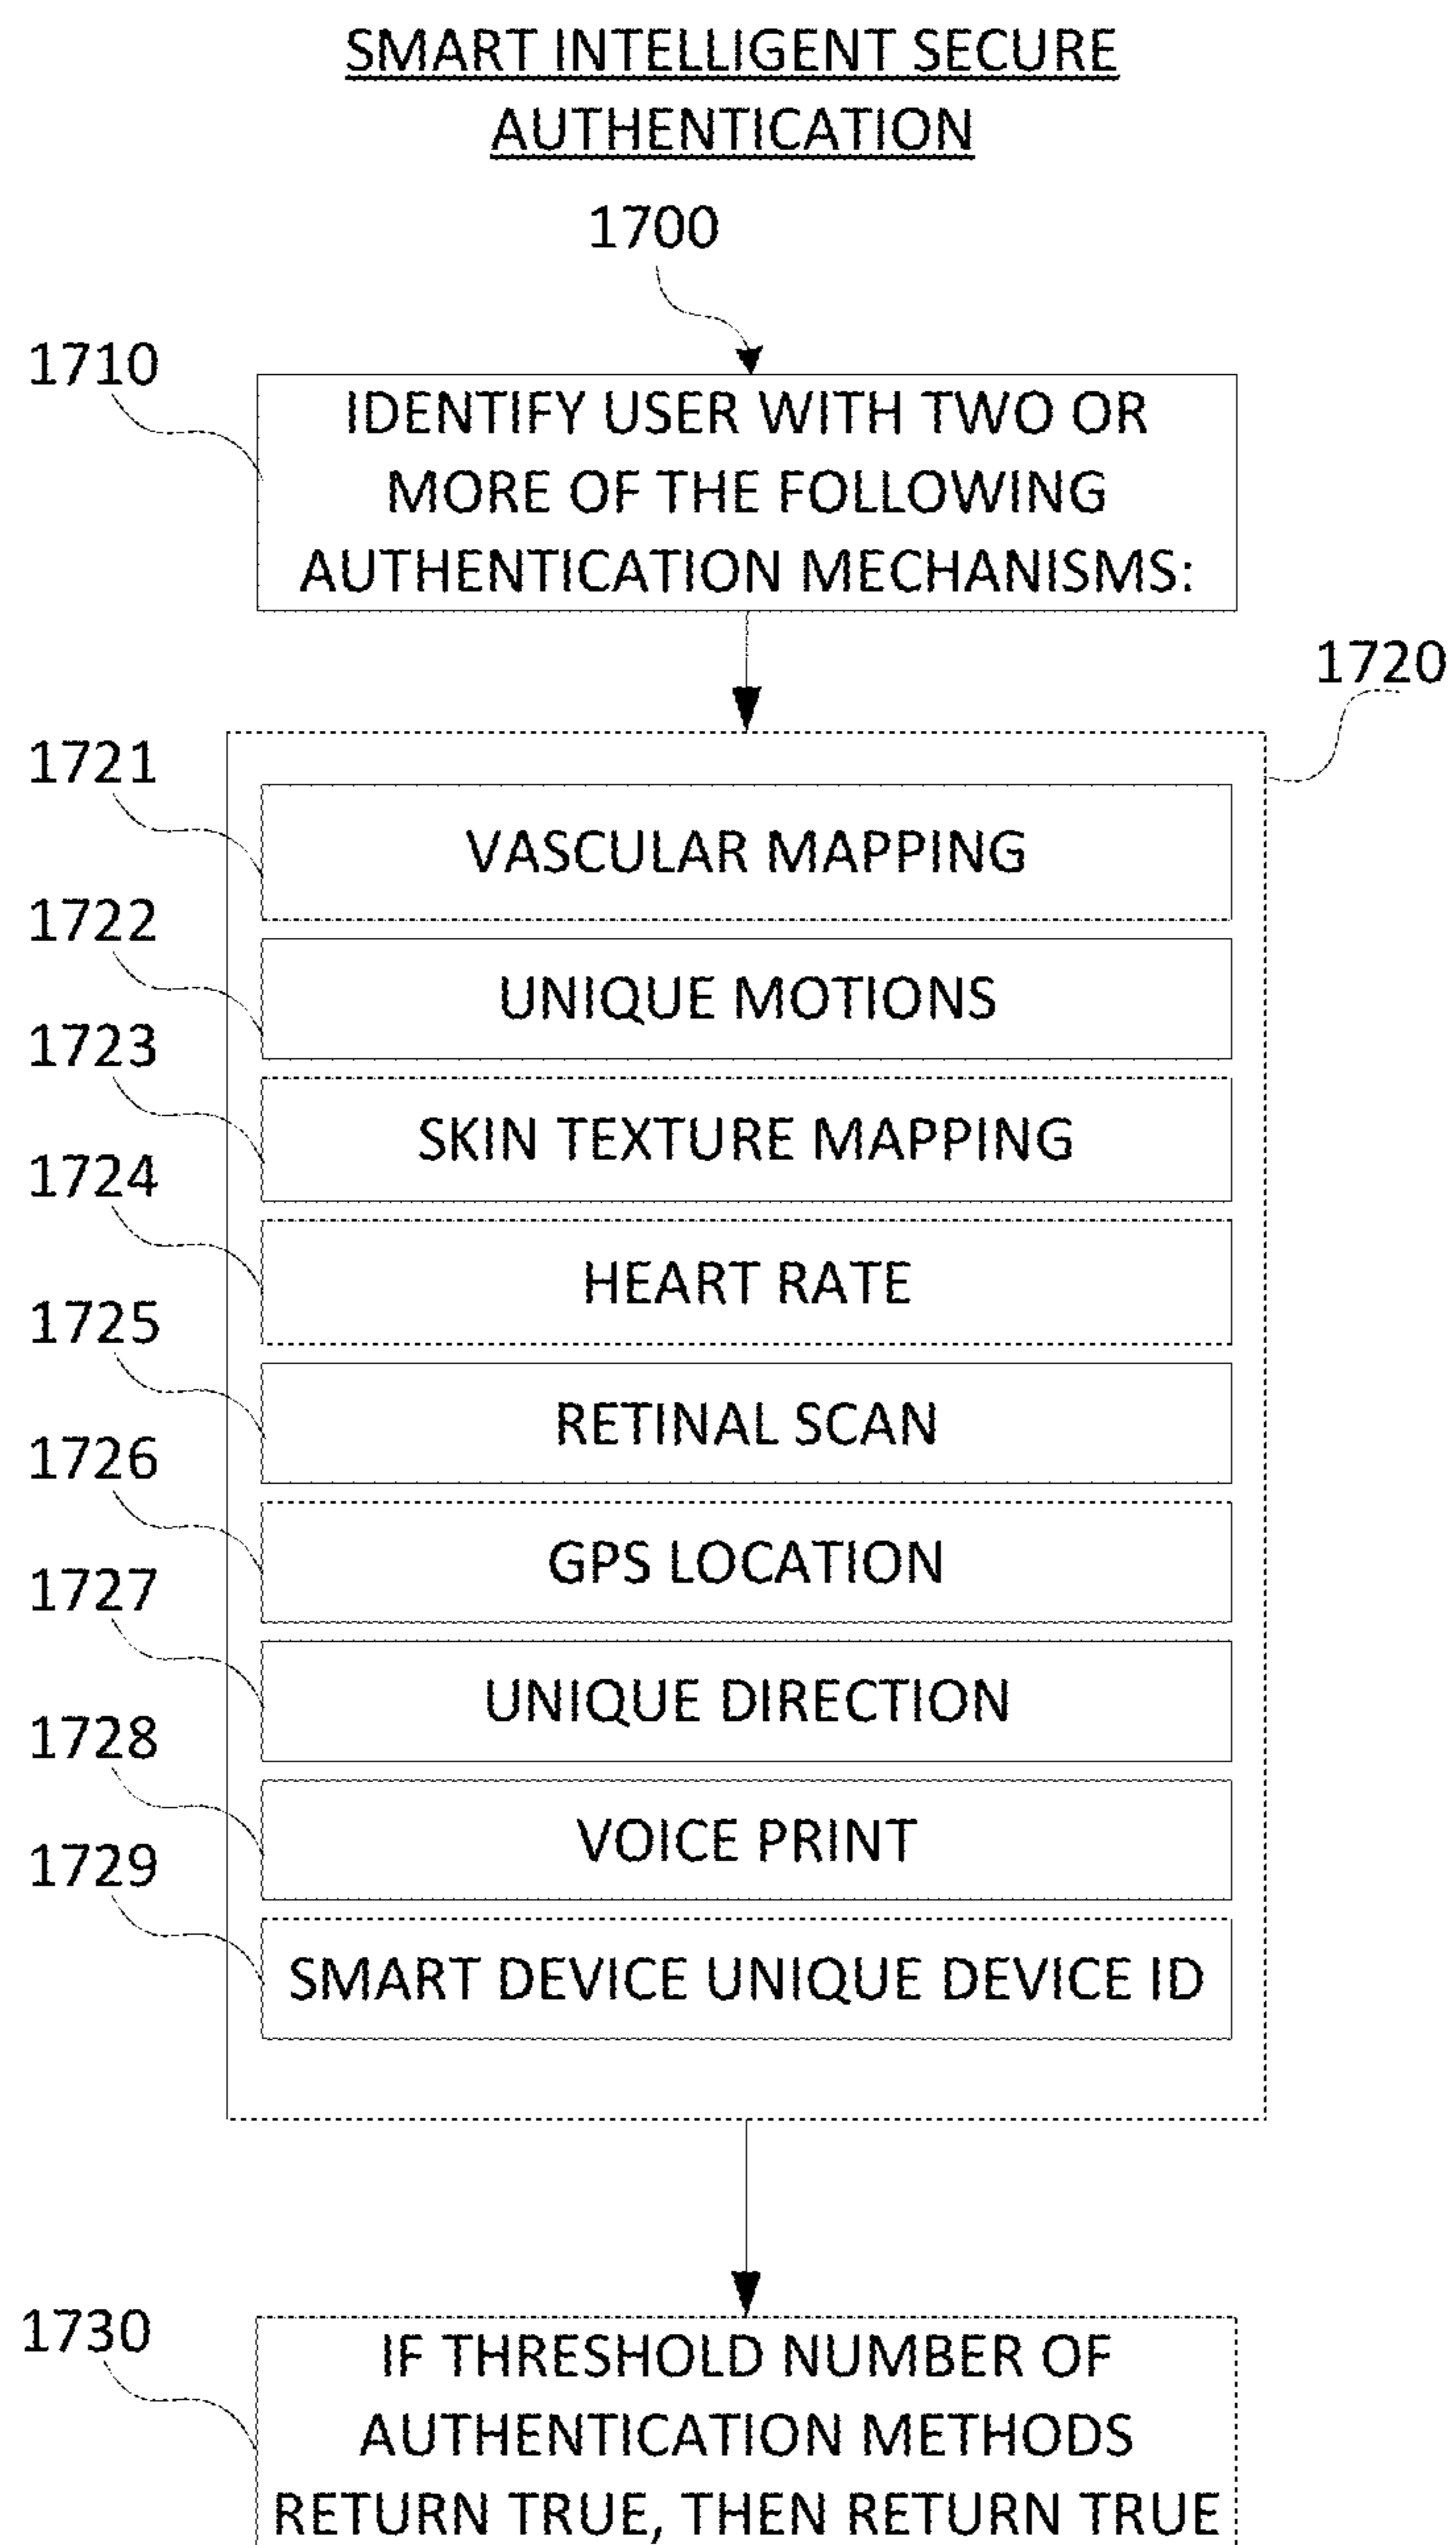 SMART INTELLIGENT SECURE
AUTHENTICATION
1700
1710
IDENTIFY USER WITH TWO OR
MORE OF THE FOLLOWING
AUTHENTICATION MECHANISMS:
1720
1721
VASCULAR MAPPING
1722
UNIQUE MOTIONS
1723
SKIN TEXTURE MAPPING
1724
HEART RATE
1725
RETINAL SCAN
1726
GPS LOCATION
1727
UNIQUE DIRECTION
1728
VOICE PRINT
1729
SMART DEVICE UNIQUE DEVICE ID
1730
IF THRESHOLD NUMBER OF
AUTHENTICATION METHODS
RETURN TRUE, THEN RETURN TRUE